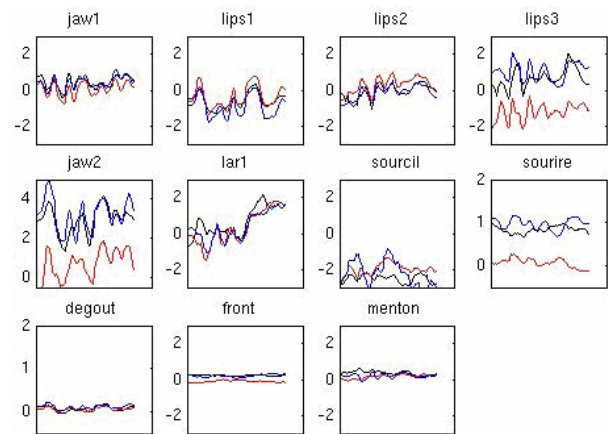 jaw1 lips1 lips2 lips3
2 2 2 2
0 0 0 0
-2 -2 -2 -2
jaw2 lar1 sourcil sourire
4 2 2 2
2 0 0 1
0 -2 -2 0
degout front menton
2 2 2
1 0 0
0 -2 -2